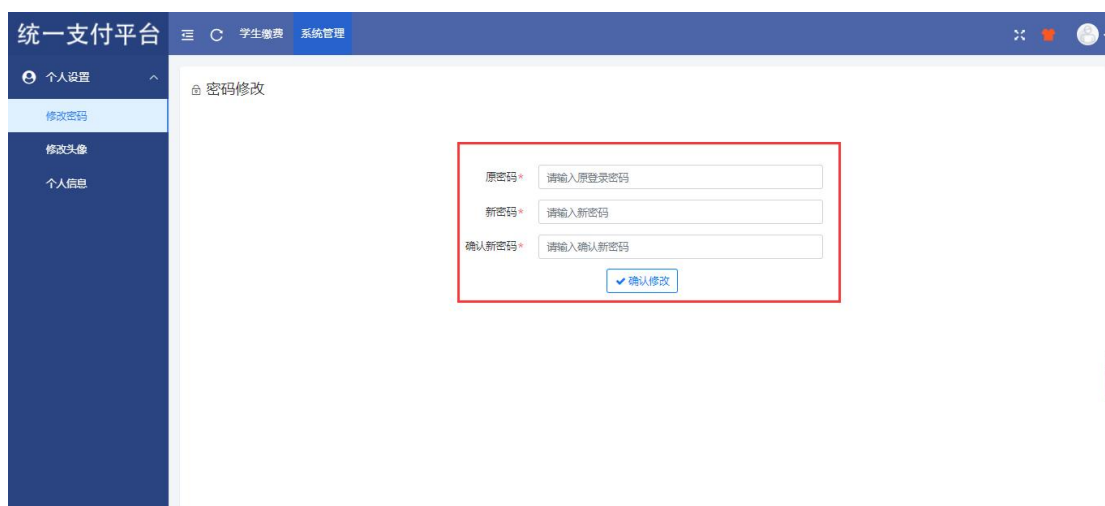 统一支付平台 学生缴费 系统管理
个人设置
修改密码
修改头像
个人信息
密码修改
原密码* 请输入原登录密码
新密码* 请输入新密码
确认新密码* 请输入确认新密码
确认修改